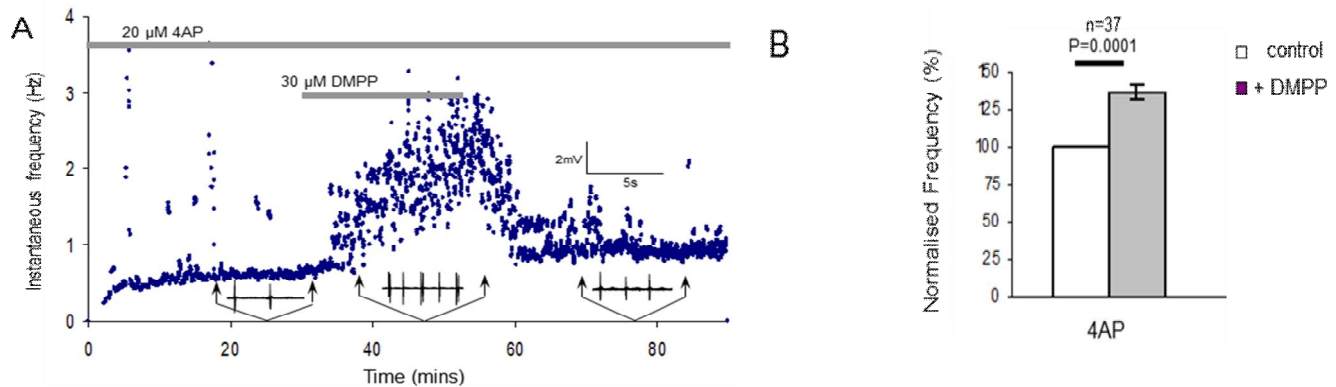 A
Instantaneous frequency (Hz)
4
3
2
1
0
20 µM 4AP
30 µM DMPP
2mV
5s
0
20
40
60
80
Time (mins)
B
n=37
P=0.0001
control
+ DMPP
Normalised Frequency (%)
150
125
100
75
50
25
0
4AP